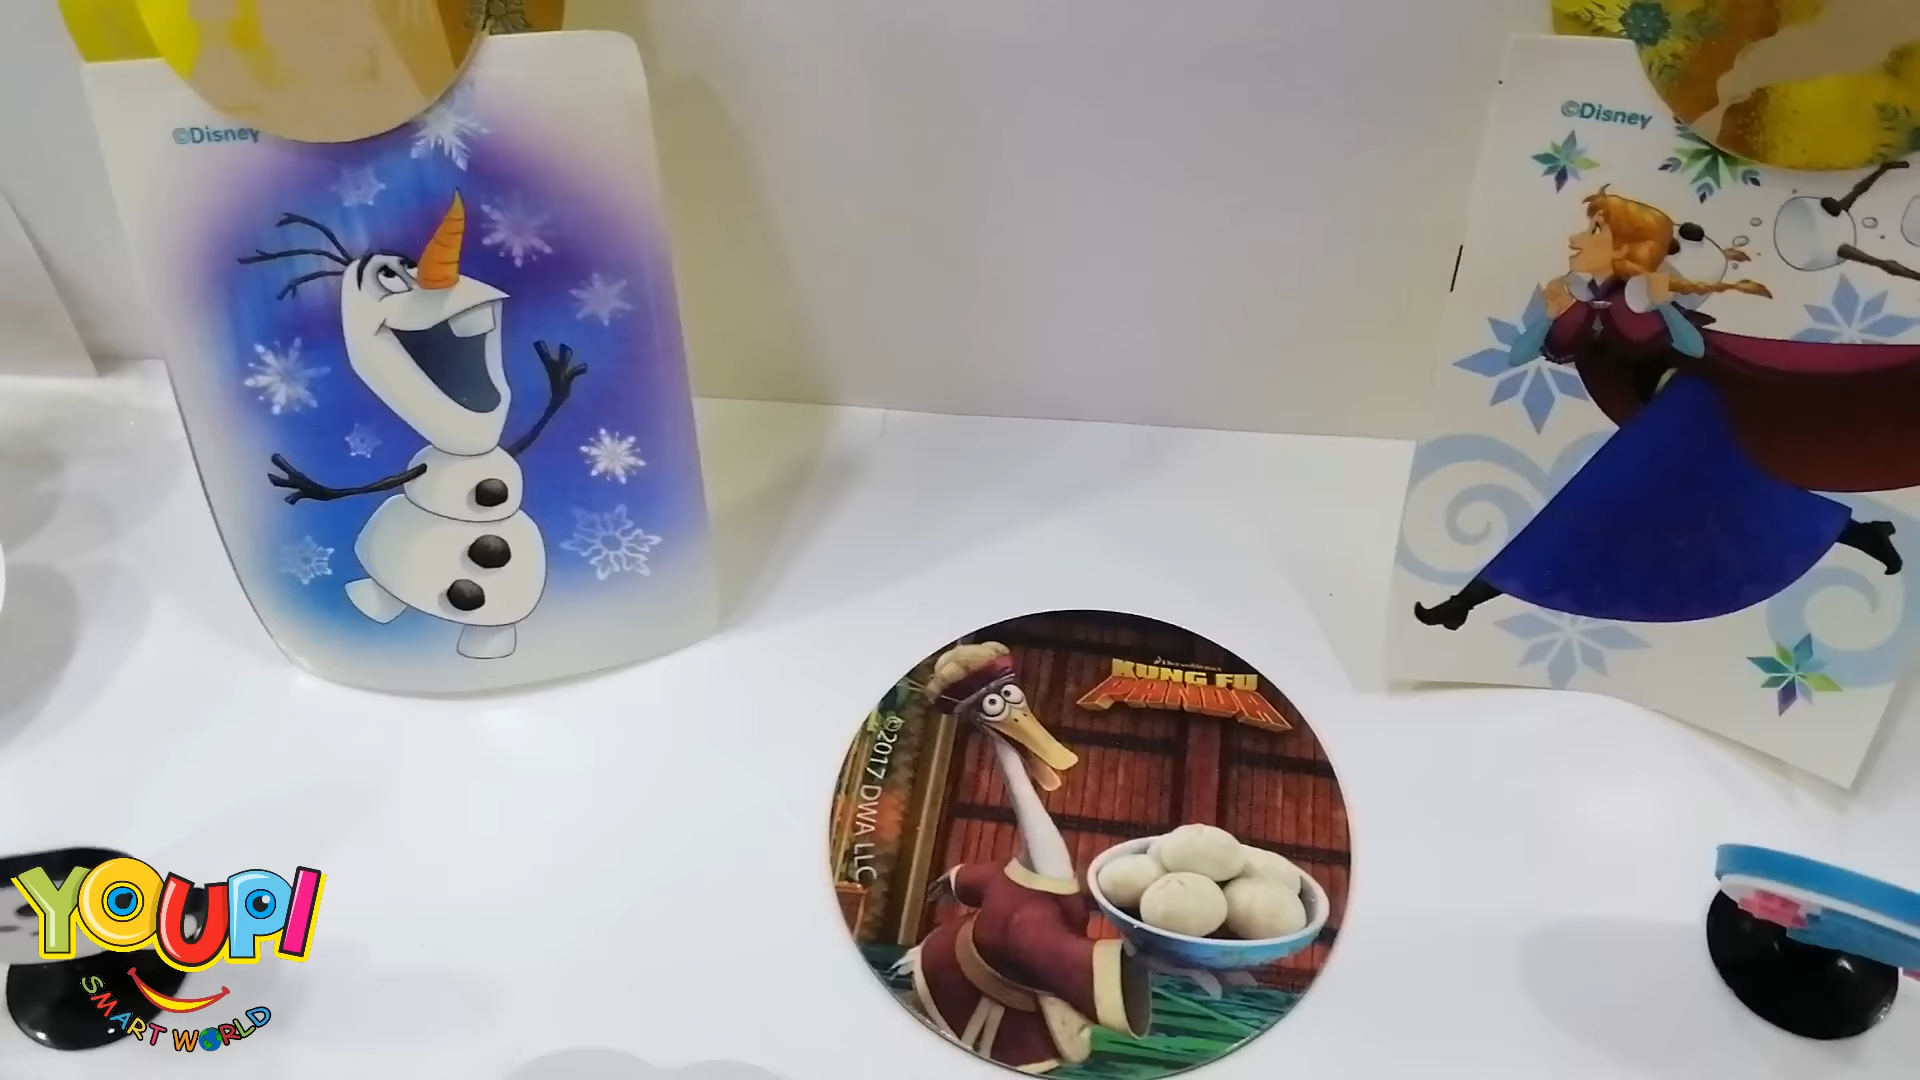 ©Disney
©Disney
DreamWorks
KUNG FU
PANDA
©2017 DWA LLC
YOUPI
SMART WORLD